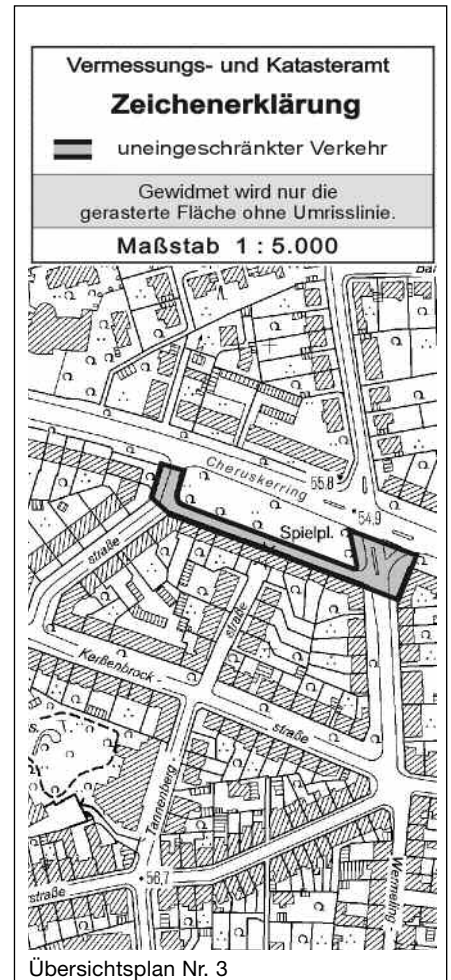 Vermessungs- und Katasteramt
Zeichenerklärung
uneingeschränkter Verkehr
Gewidmet wird nur die
gerasterte Fläche ohne Umrisslinie.
Maßstab 1 : 5.000
Cheruskerring
55,8
54,9
Spielpl.
straße
straße
Kerßenbrock -
straße
Tannenberg -
56,7
straße
Wermeling -
Übersichtsplan Nr. 3